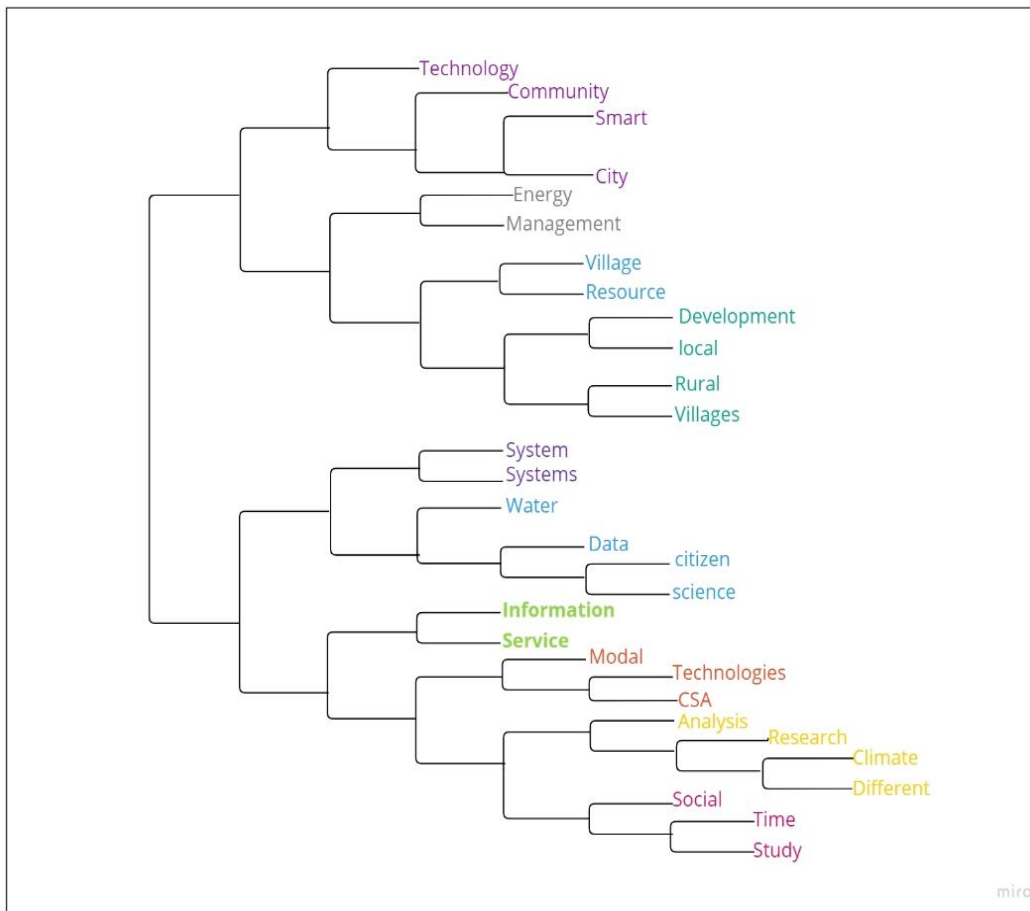 Technology
Community
Smart
City
Energy
Management
Village
Resource
Development
local
Rural
Villages
System
Systems
Water
Data
citizen
science
Information
Service
Modal
Technologies
CSA
Analysis
Research
Climate
Different
Social
Time
Study
miro